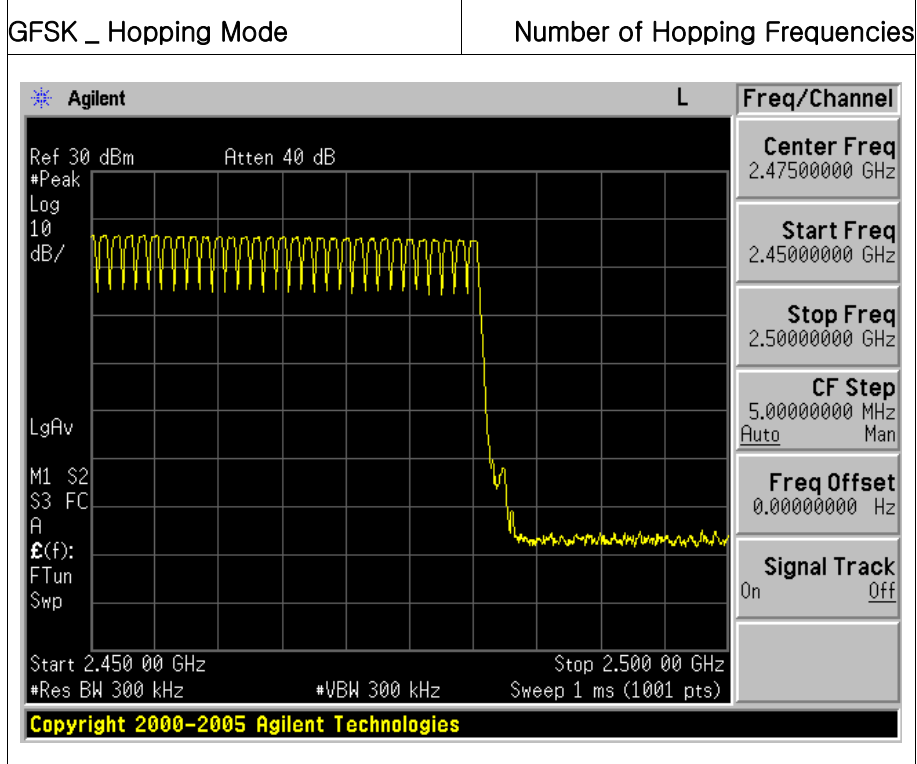 GFSK _ Hopping Mode
Number of Hopping Frequencies
Agilent
L
Freq/Channel
Ref 30 dBm
Atten 40 dB
#Peak
Log
10
dB/
LgAv
M1 S2
S3 FC
A
£(f):
FTun
Swp
Start 2.450 00 GHz
Stop 2.500 00 GHz
#Res BW 300 kHz
#VBW 300 kHz
Sweep 1 ms (1001 pts)
Center Freq
2.47500000 GHz
Start Freq
2.45000000 GHz
Stop Freq
2.50000000 GHz
CF Step
5.00000000 MHz
Auto Man
Freq Offset
0.00000000 Hz
Signal Track
On Off
Copyright 2000-2005 Agilent Technologies